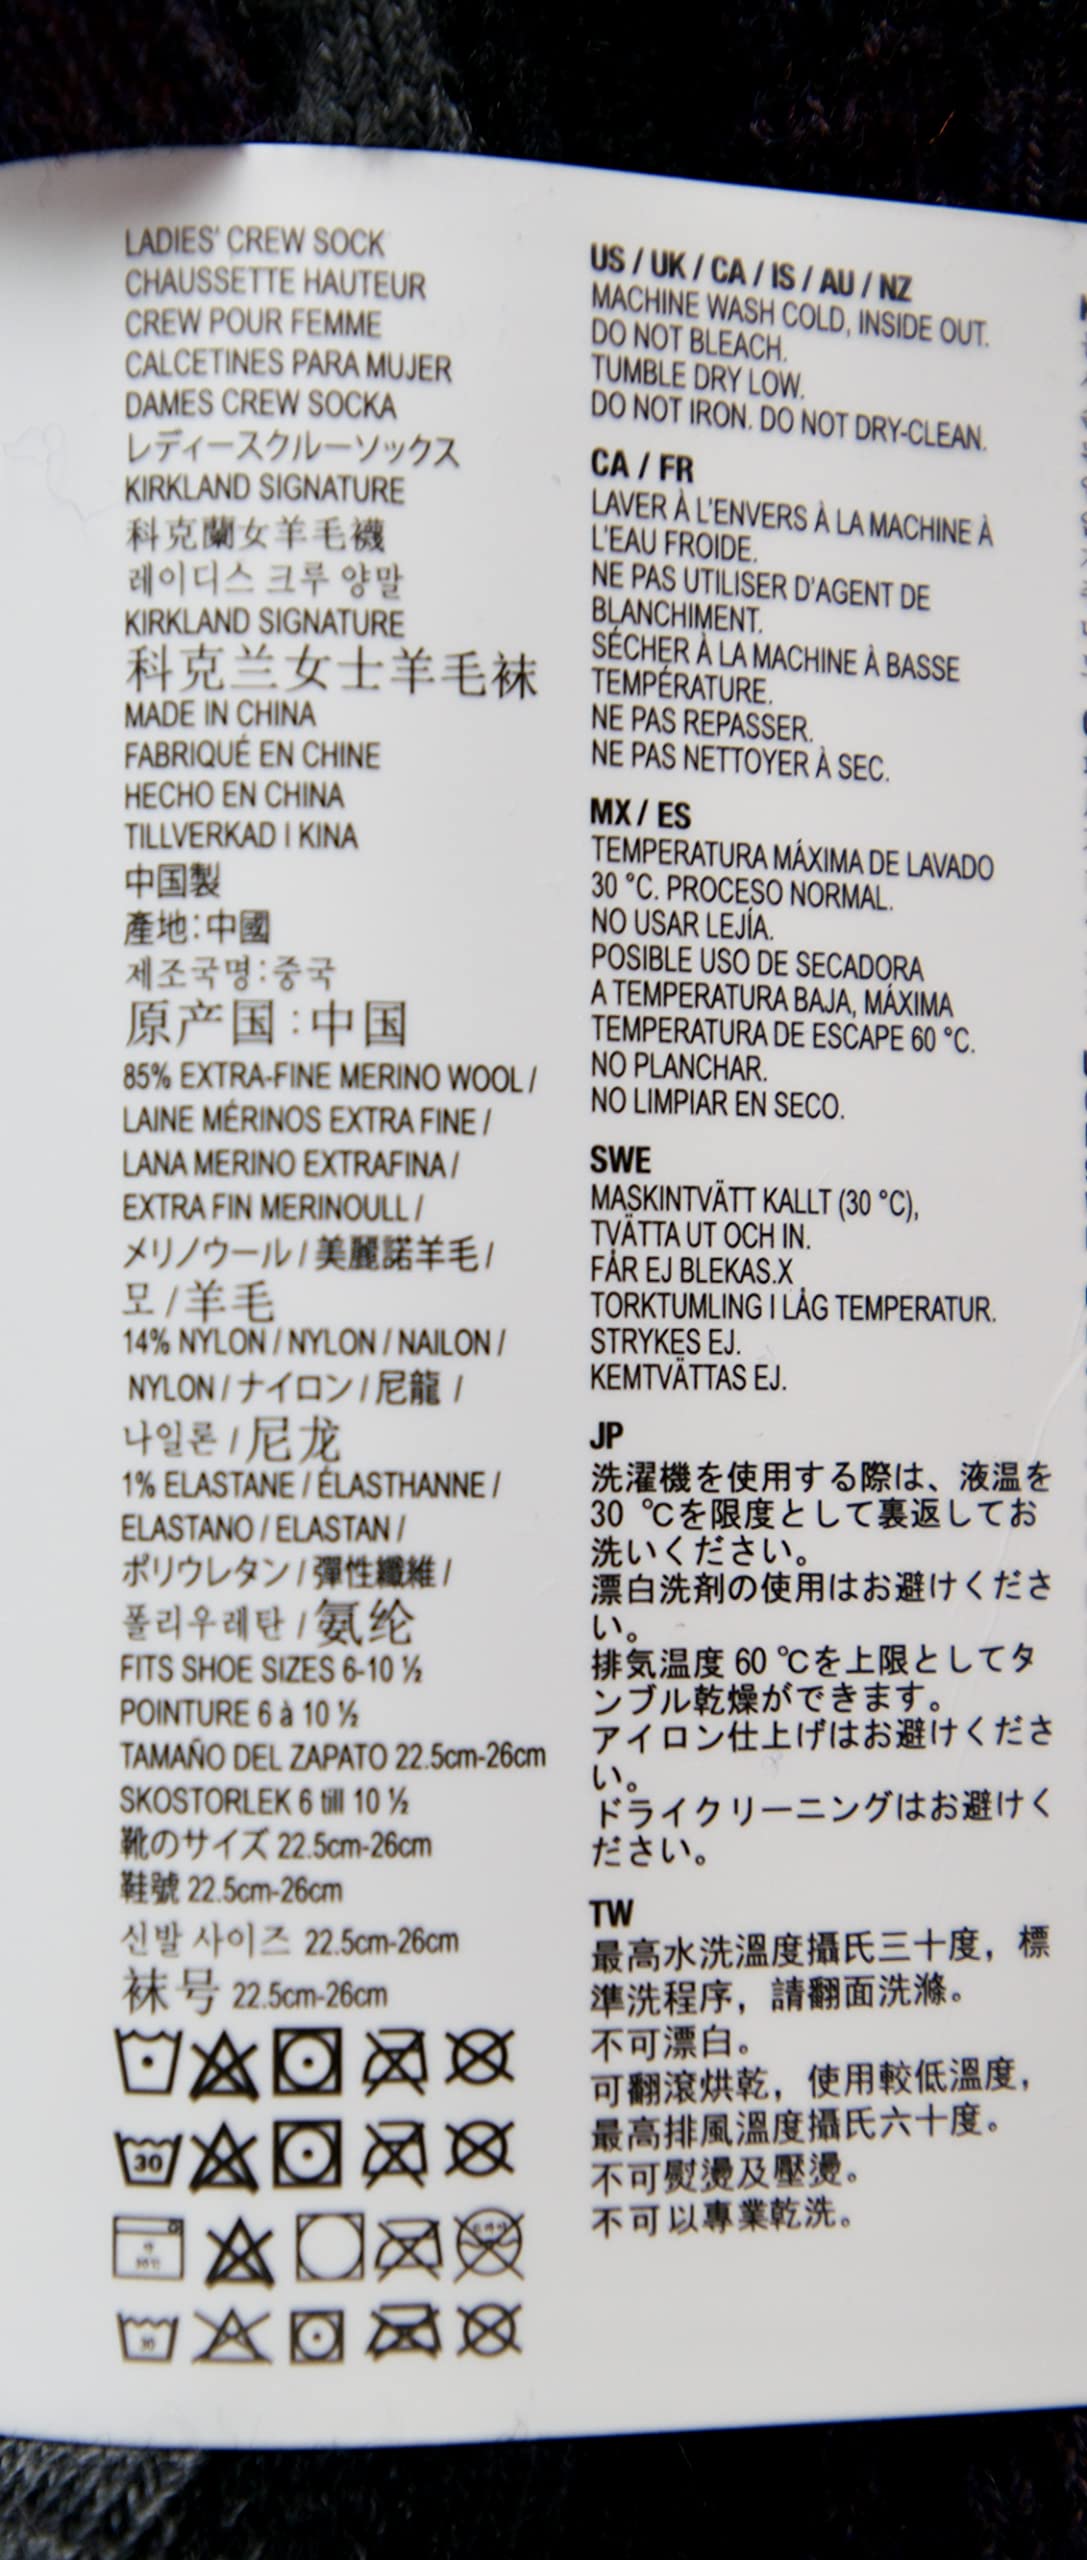 LADIES' CREW SOCK
CHAUSSETTE HAUTEUR
CREW POUR FEMME
CALCETINES PARA MUJER
DAMES CREW SOCKA
レディースクルーソックス
KIRKLAND SIGNATURE
科克蘭女羊毛襪
레이디스 크루 양말
KIRKLAND SIGNATURE
科克兰女士羊毛袜
MADE IN CHINA
FABRIQUÉ EN CHINE
HECHO EN CHINA
TILLVERKAD I KINA
中国製
產地:中國
제조국명:중국
原产国:中国
85% EXTRA-FINE MERINO WOOL /
LAINE MÉRINOS EXTRA FINE /
LANA MERINO EXTRAFINA /
EXTRA FIN MERINOULL /
メリノウール / 美麗諾羊毛 /
모 / 羊毛
14% NYLON / NYLON / NAILON /
NYLON / ナイロン / 尼龍 /
나일론 / 尼龙
1% ELASTANE / ÉLASTHANNE /
ELASTANO / ELASTAN /
ポリウレタン / 彈性纖維 /
폴리우레탄 / 氨纶
FITS SHOE SIZES 6-10 ½
POINTURE 6 à 10 ½
TAMAÑO DEL ZAPATO 22.5cm-26cm
SKOSTORLEK 6 till 10 ½
靴のサイズ 22.5cm-26cm
鞋號 22.5cm-26cm
신발 사이즈 22.5cm-26cm
袜号 22.5cm-26cm
30
30
US / UK / CA / IS / AU / NZ
MACHINE WASH COLD, INSIDE OUT.
DO NOT BLEACH.
TUMBLE DRY LOW.
DO NOT IRON. DO NOT DRY-CLEAN.
CA / FR
LAVER À L'ENVERS À LA MACHINE À
L'EAU FROIDE.
NE PAS UTILISER D'AGENT DE
BLANCHIMENT.
SÉCHER À LA MACHINE À BASSE
TEMPÉRATURE.
NE PAS REPASSER.
NE PAS NETTOYER À SEC.
MX / ES
TEMPERATURA MÁXIMA DE LAVADO
30 °C. PROCESO NORMAL.
NO USAR LEJÍA.
POSIBLE USO DE SECADORA
A TEMPERATURA BAJA, MÁXIMA
TEMPERATURA DE ESCAPE 60 °C.
NO PLANCHAR.
NO LIMPIAR EN SECO.
SWE
MASKINTVÄTT KALLT (30 °C),
TVÄTTA UT OCH IN.
FÅR EJ BLEKAS.X
TORKTUMLING I LÅG TEMPERATUR.
STRYKES EJ.
KEMTVÄTTAS EJ.
JP
洗濯機を使用する際は、液温を
30 ℃を限度として裏返してお
洗いください。
漂白洗剤の使用はお避けくださ
い。
排気温度 60 ℃を上限としてタ
ンブル乾燥ができます。
アイロン仕上げはお避けくださ
い。
ドライクリーニングはお避けく
ださい。
TW
最高水洗溫度攝氏三十度，標
準洗程序，請翻面洗滌。
不可漂白。
可翻滾烘乾，使用較低溫度，
最高排風溫度攝氏六十度。
不可熨燙及壓燙。
不可以專業乾洗。